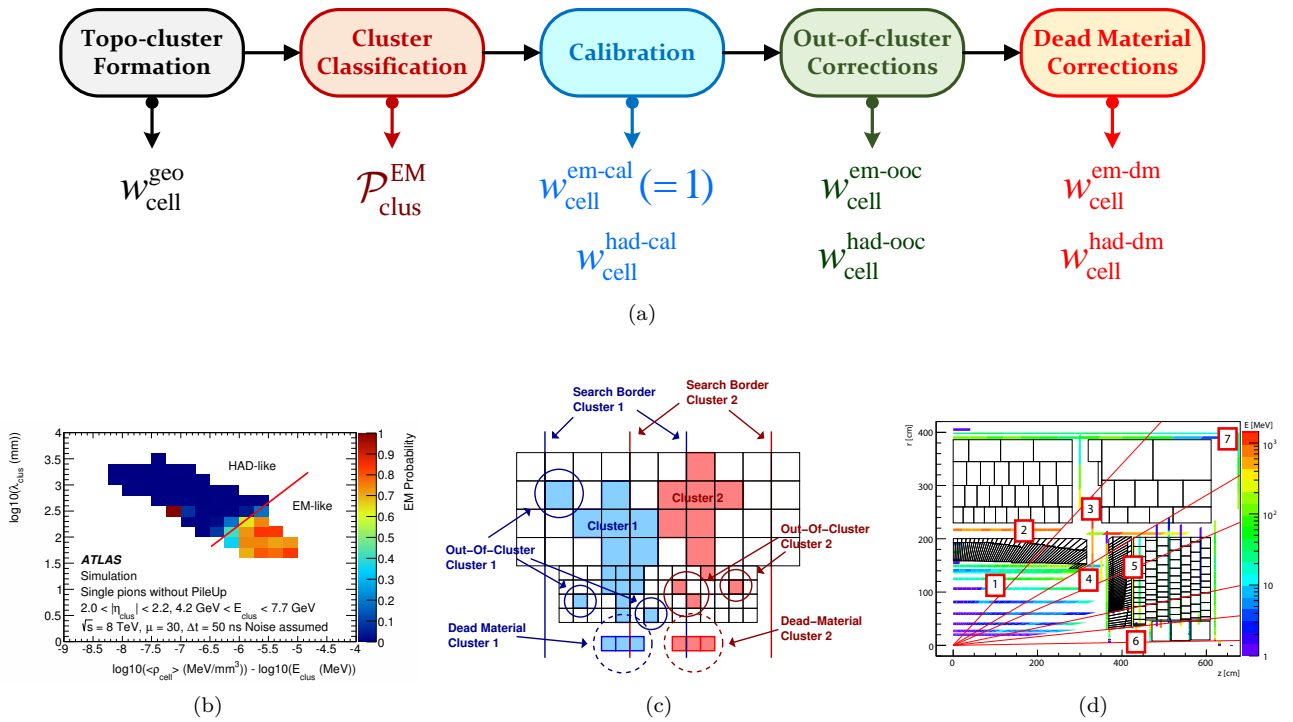 Topo-cluster
Formation
Cluster
Classification
Calibration
Out-of-cluster
Corrections
Dead Material
Corrections
w_cell^geo
𝒫_clus^EM
w_cell^em-cal (=1)
w_cell^had-cal
w_cell^em-ooc
w_cell^had-ooc
w_cell^em-dm
w_cell^had-dm
(a)
4
3.5
3
2.5
2
1.5
1
0.5
0
log10(λ_clus (mm))
HAD-like
EM-like
ATLAS
Simulation
Single pions without PileUp
2.0 < |η_clus| < 2.2, 4.2 GeV < E_clus < 7.7 GeV
√s = 8 TeV, μ = 30, Δt = 50 ns Noise assumed
-9 -8.5 -8 -7.5 -7 -6.5 -6 -5.5 -5 -4.5 -4
log10(<ρ_cell> (MeV/mm³)) - log10(E_clus (MeV))
1
0.9
0.8
0.7
0.6
0.5
0.4
0.3
0.2
0.1
0
EM Probability
(b)
Search Border
Cluster 1
Search Border
Cluster 2
Cluster 1
Cluster 2
Out-Of-Cluster
Cluster 1
Out-Of-Cluster
Cluster 2
Dead Material
Cluster 1
Dead-Material
Cluster 2
(c)
r [cm]
400
300
200
100
0
0 100 200 300 400 500 600
z [cm]
1
2
3
4
5
6
7
E [MeV]
10³
10²
10
1
(d)